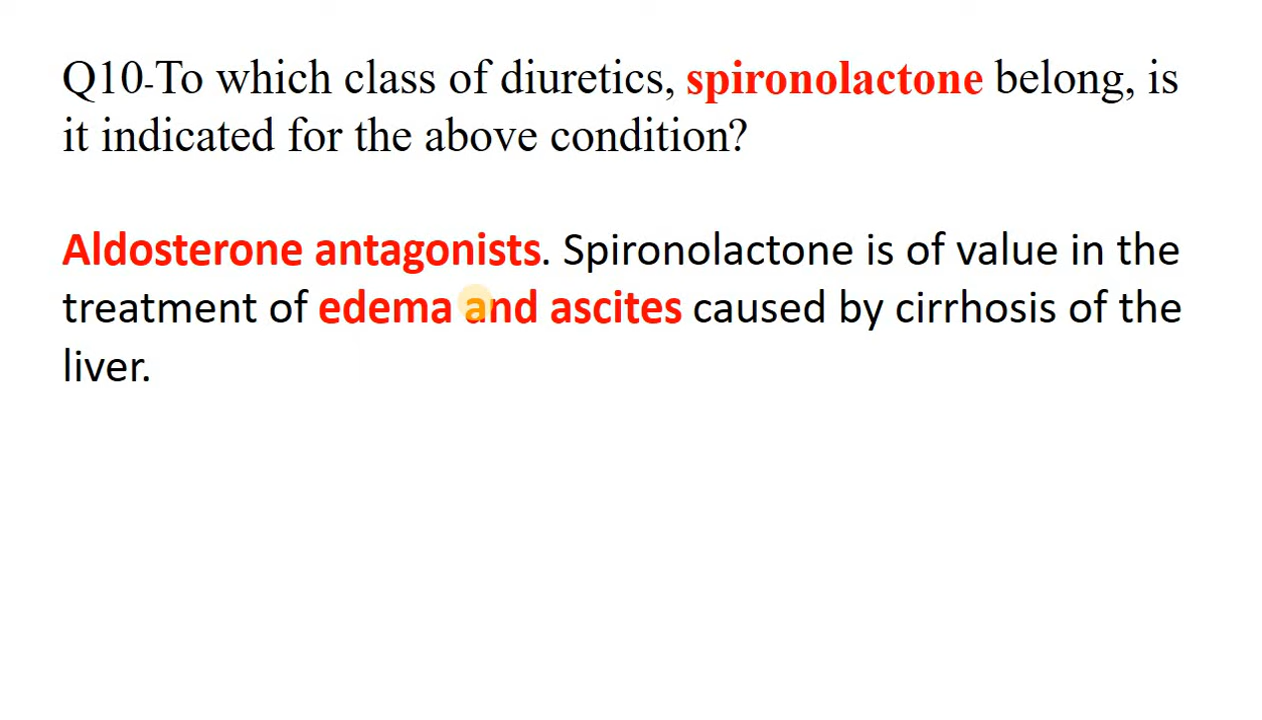 Q10-To which class of diuretics, spironolactone belong, is
it indicated for the above condition?
Aldosterone antagonists. Spironolactone is of value in the
treatment of edema and ascites caused by cirrhosis of the
liver.